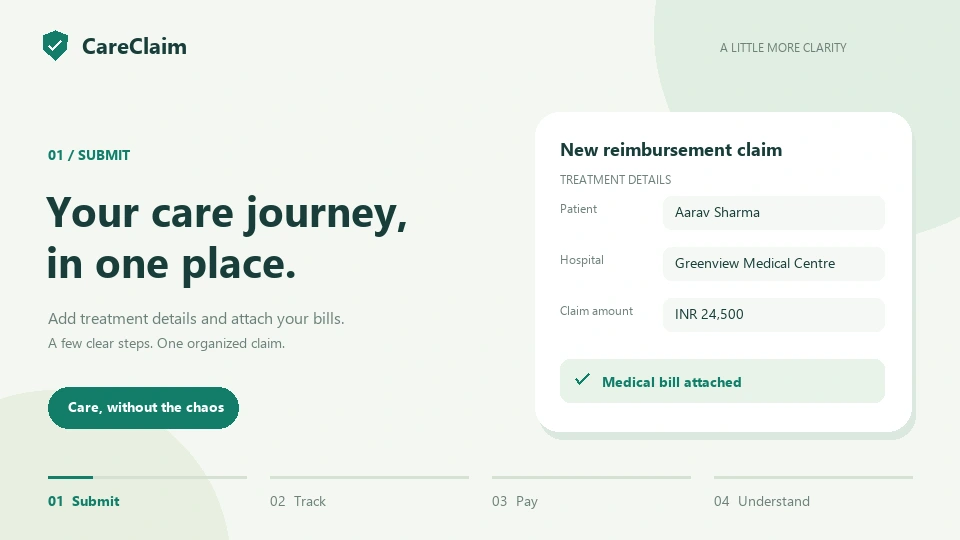 CareClaim
A LITTLE MORE CLARITY
01 / SUBMIT
Your care journey,
in one place.
Add treatment details and attach your bills.
A few clear steps. One organized claim.
Care, without the chaos
New reimbursement claim
TREATMENT DETAILS
Patient Aarav Sharma
Hospital Greenview Medical Centre
Claim amount INR 24,500
Medical bill attached
01 Submit 02 Track 03 Pay 04 Understand